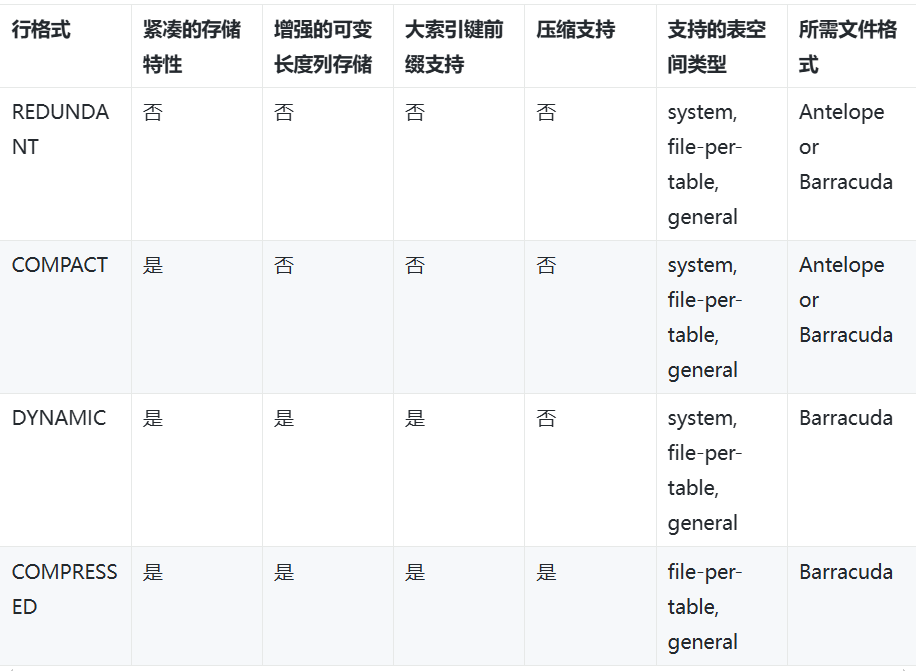 行格式 紧凑的存储 增强的可变 大索引键前 压缩支持 支持的表空 所需文件格
特性 长度列存储 缀支持 间类型 式
REDUNDA 否 否 否 否 system, Antelope
NT file-per- or
table, Barracuda
general
COMPACT 是 否 否 否 system, Antelope
file-per- or
table, Barracuda
general
DYNAMIC 是 是 是 否 system, Barracuda
file-per-
table,
general
COMPRESS 是 是 是 是 file-per- Barracuda
ED table,
general